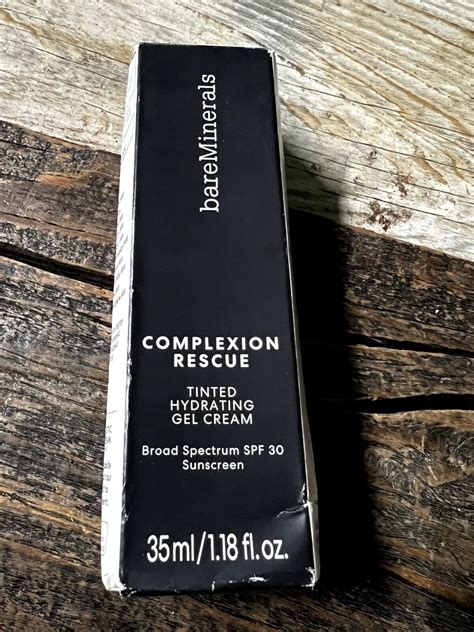 bareMinerals
COMPLEXION
RESCUE
TINTED
HYDRATING
GEL CREAM
Broad Spectrum SPF 30
Sunscreen
35ml/1.18 fl.oz.